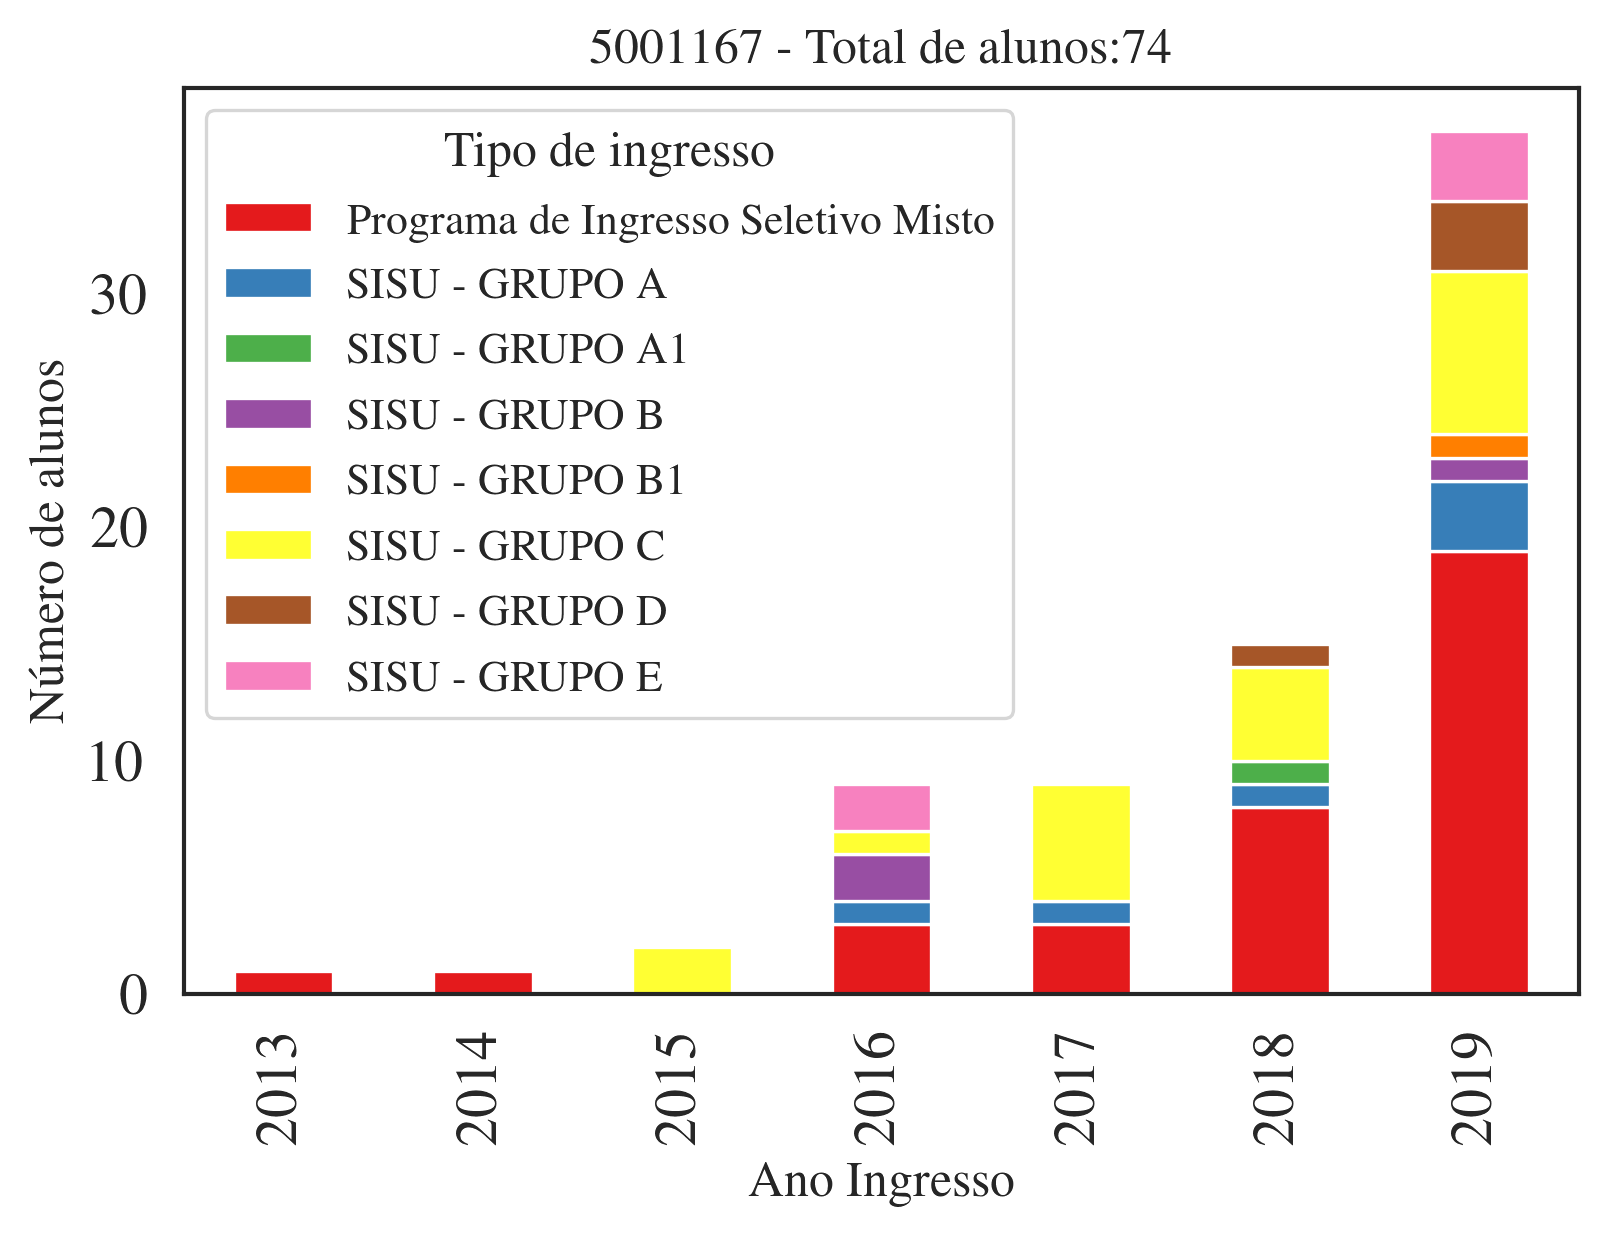 5001167 - Total de alunos:74
Tipo de ingresso
Programa de Ingresso Seletivo Misto
SISU - GRUPO A
SISU - GRUPO A1
SISU - GRUPO B
SISU - GRUPO B1
SISU - GRUPO C
SISU - GRUPO D
SISU - GRUPO E
Número de alunos
30
20
10
0
2013
2014
2015
2016
2017
2018
2019
Ano Ingresso